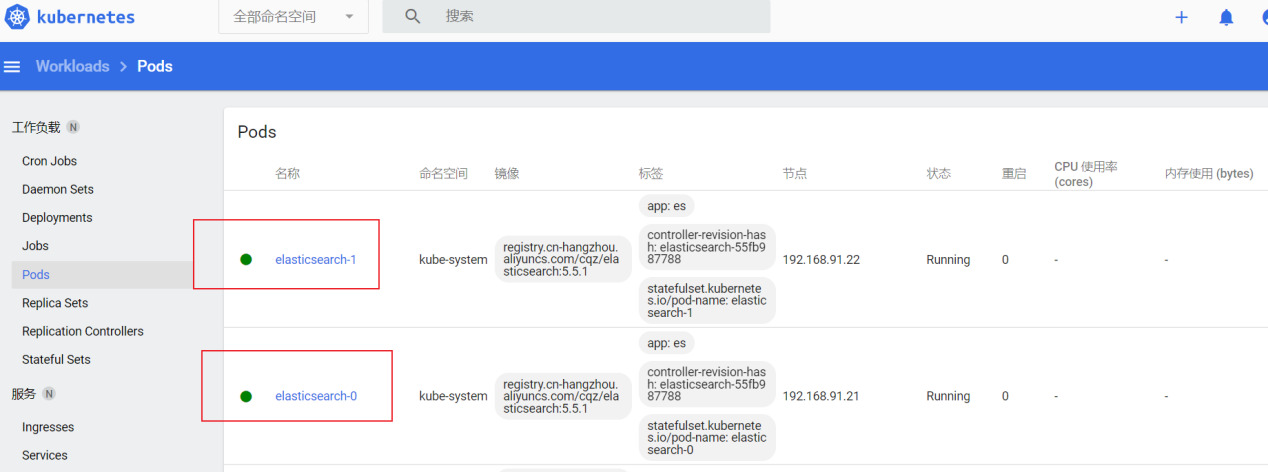 kubernetes
全部命名空间
搜索
Workloads > Pods
工作负载 N
Cron Jobs
Daemon Sets
Deployments
Jobs
Pods
Replica Sets
Replication Controllers
Stateful Sets
服务 N
Ingresses
Services
Pods
名称 命名空间 镜像 标签 节点 状态 重启 CPU 使用率 (cores) 内存使用 (bytes)
elasticsearch-1
kube-system
registry.cn-hangzhou.
aliyuncs.com/cqz/ela
sticsearch:5.5.1
app: es
controller-revision-has
h: elasticsearch-55fb9
87788
statefulset.kubernete
s.io/pod-name: elastic
search-1
192.168.91.22
Running
0
-
-
elasticsearch-0
kube-system
registry.cn-hangzhou.
aliyuncs.com/cqz/ela
sticsearch:5.5.1
app: es
controller-revision-has
h: elasticsearch-55fb9
87788
statefulset.kubernete
s.io/pod-name: elastic
search-0
192.168.91.21
Running
0
-
-